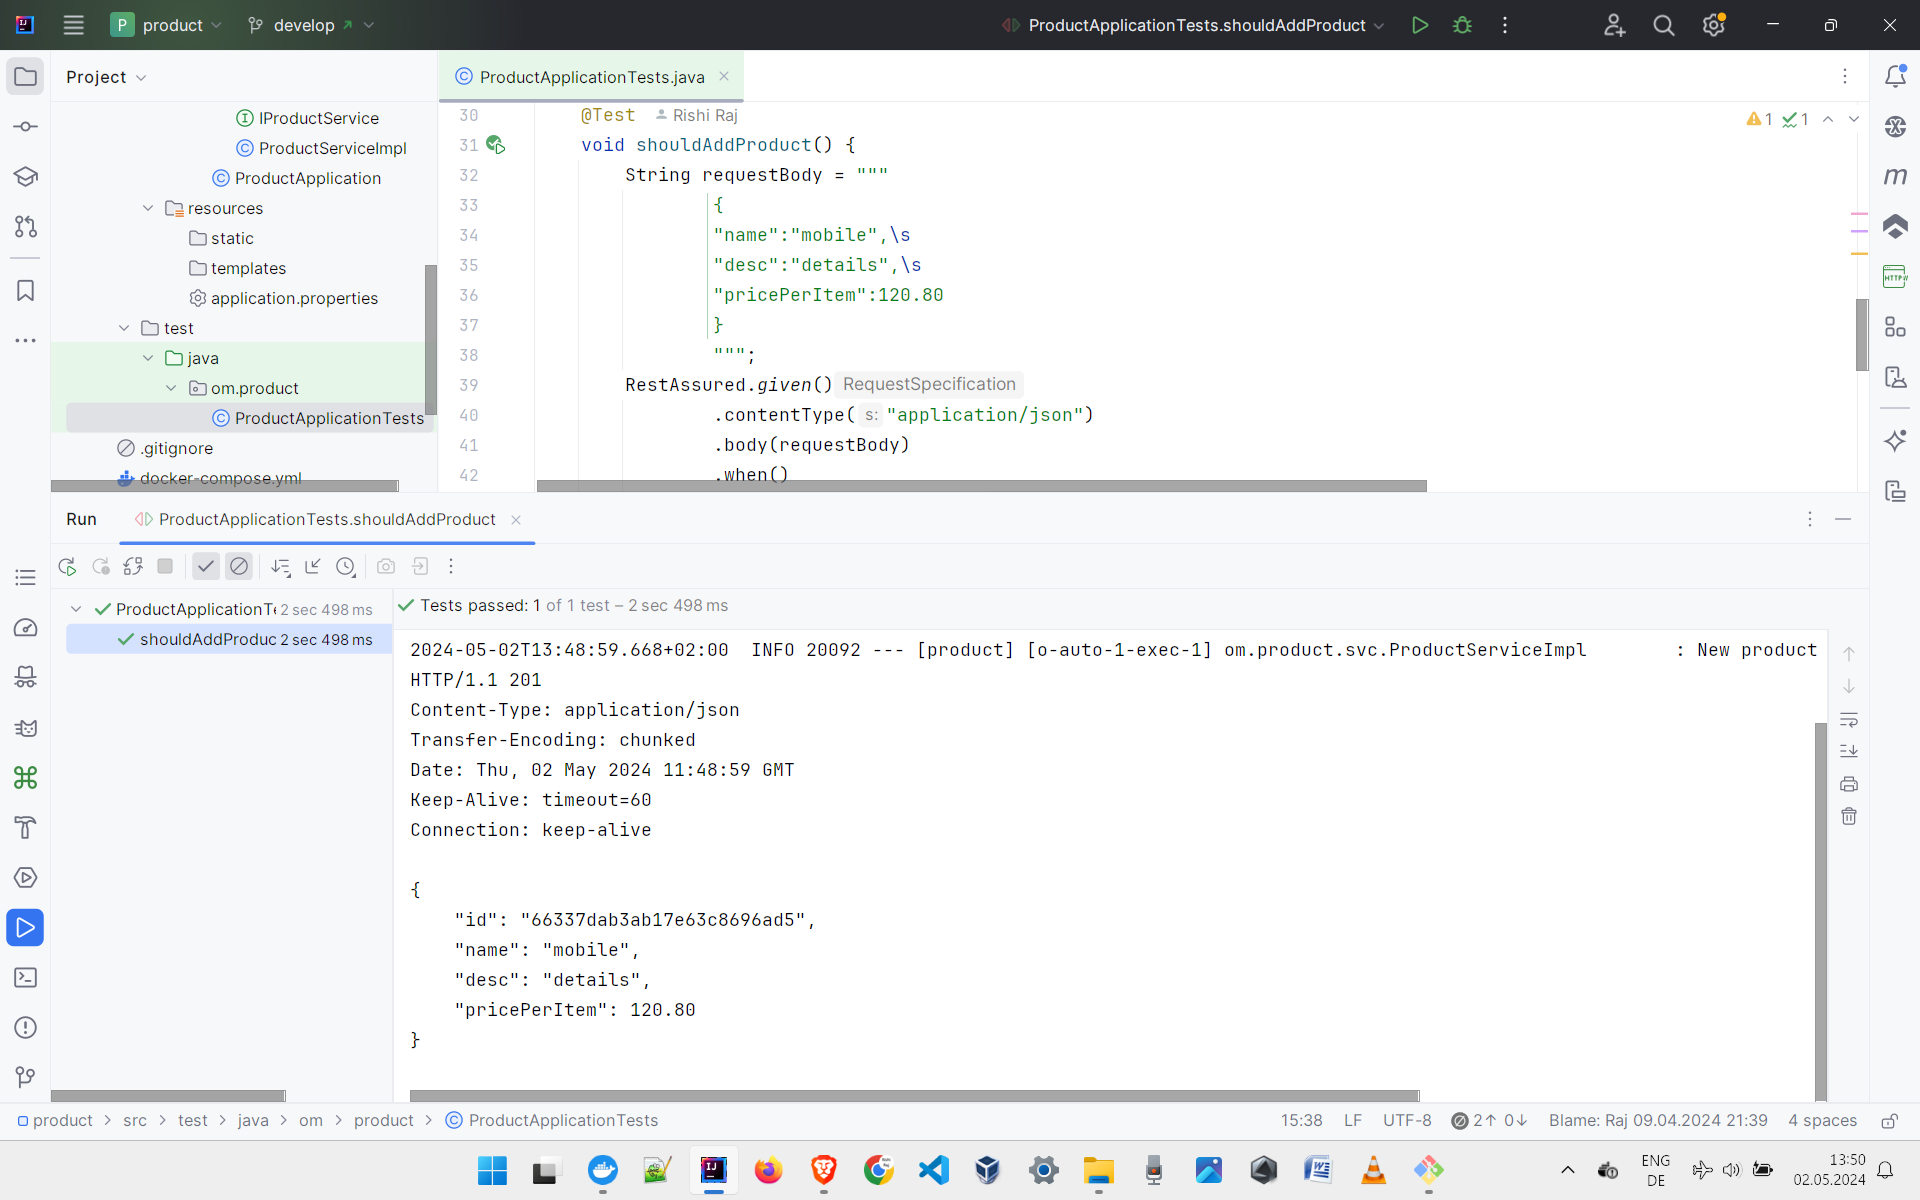 P product develop ProductApplicationTests.shouldAddProduct
Project
ProductApplicationTests.java
IProductService
ProductServiceImpl
ProductApplication
resources
static
templates
application.properties
test
java
om.product
ProductApplicationTests
.gitignore
docker-compose.yml
30 @Test Rishi Raj
31 void shouldAddProduct() {
32 String requestBody = """
33 {
34 "name":"mobile",\s
35 "desc":"details",\s
36 "pricePerItem":120.80
37 }
38 """;
39 RestAssured.given() RequestSpecification
40 .contentType( s: "application/json")
41 .body(requestBody)
42 .when()
1 1
Run ProductApplicationTests.shouldAddProduct
ProductApplicationTe 2 sec 498 ms
shouldAddProduc 2 sec 498 ms
Tests passed: 1 of 1 test – 2 sec 498 ms
2024-05-02T13:48:59.668+02:00  INFO 20092 --- [product] [o-auto-1-exec-1] om.product.svc.ProductServiceImpl        : New product
HTTP/1.1 201
Content-Type: application/json
Transfer-Encoding: chunked
Date: Thu, 02 May 2024 11:48:59 GMT
Keep-Alive: timeout=60
Connection: keep-alive
{
"id": "66337dab3ab17e63c8696ad5",
"name": "mobile",
"desc": "details",
"pricePerItem": 120.80
}
product > src > test > java > om > product > ProductApplicationTests
15:38 LF UTF-8 2↑ 0↓ Blame: Raj 09.04.2024 21:39 4 spaces
ENG
DE
13:50
02.05.2024